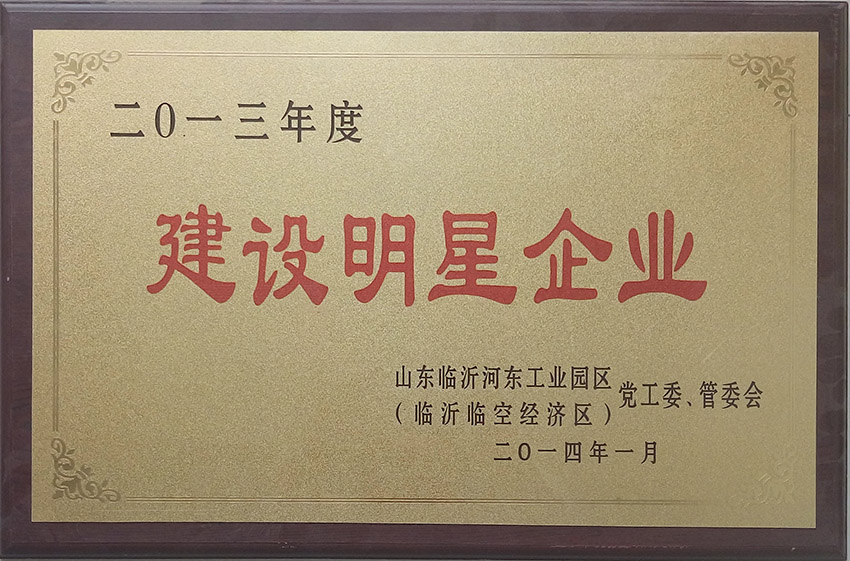 二〇一三年度
建设明星企业
山东临沂河东工业园区
（临沂临空经济区）
党工委、管委会
二〇一四年一月